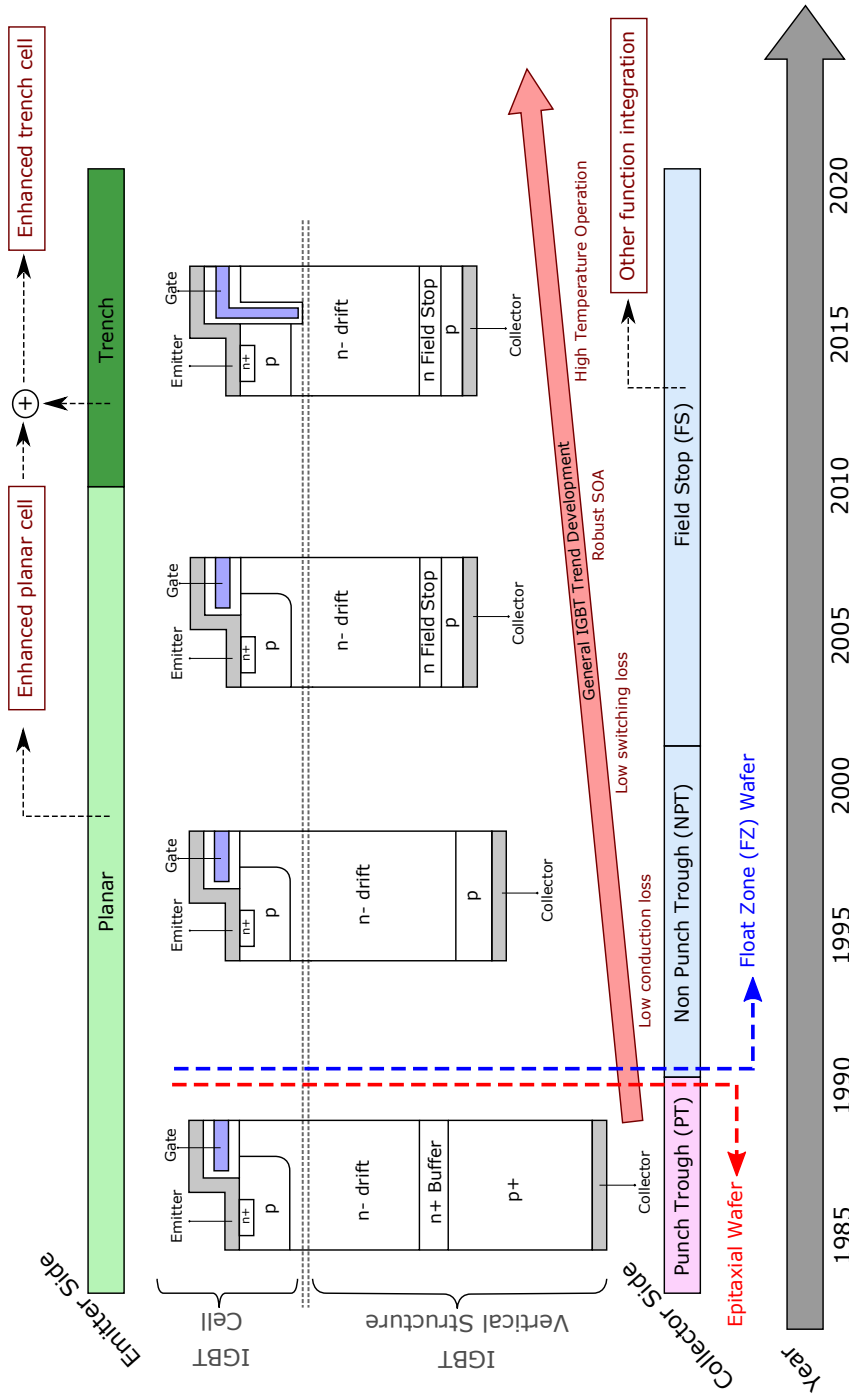 Enhanced planar cell
Enhanced trench cell
+
Emitter Side
Planar
Trench
IGBT
Cell
IGBT
Vertical Structure
Emitter
Gate
n+
p
n- drift
n+ Buffer
p+
Collector
Emitter
Gate
n+
p
n- drift
p
Collector
Emitter
Gate
n+
p
n- drift
n Field Stop
p
Collector
Emitter
Gate
n+
p
n- drift
n Field Stop
p
Collector
General IGBT Trend Development
Low conduction loss
Low switching loss
Robust SOA
High Temperature Operation
Other function integration
Collector Side
Punch Trough (PT)
Non Punch Trough (NPT)
Field Stop (FS)
Epitaxial Wafer
Float Zone (FZ) Wafer
Year
1985
1990
1995
2000
2005
2010
2015
2020